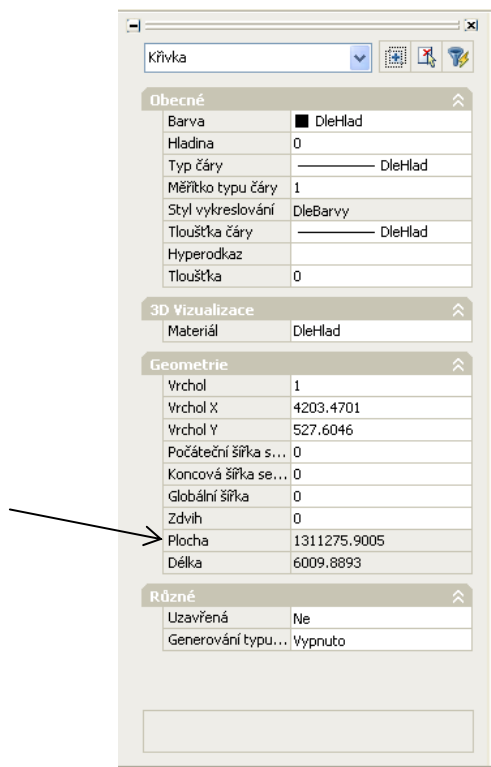 Křivka
Obecné
Barva DleHlad
Hladina 0
Typ čáry DleHlad
Měřítko typu čáry 1
Styl vykreslování DleBarvy
Tloušťka čáry DleHlad
Hyperodkaz
Tloušťka 0
3D Vizualizace
Materiál DleHlad
Geometrie
Vrchol 1
Vrchol X 4203.4701
Vrchol Y 527.6046
Počáteční šířka s... 0
Koncová šířka se... 0
Globální šířka 0
Zdvih 0
Plocha 1311275.9005
Délka 6009.8893
Různé
Uzavřená Ne
Generování typu... Vypnuto